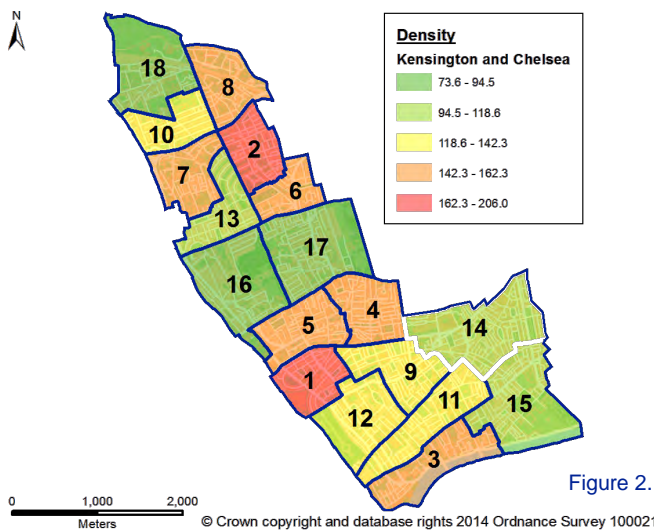 N
Density
Kensington and Chelsea
73.6 - 94.5
94.5 - 118.6
118.6 - 142.3
142.3 - 162.3
162.3 - 206.0
18
8
10
2
7
6
13
17
16
4
5
14
1
9
11
15
12
3
Figure 2.
0 1,000 2,000
Meters
© Crown copyright and database rights 2014 Ordnance Survey 100021